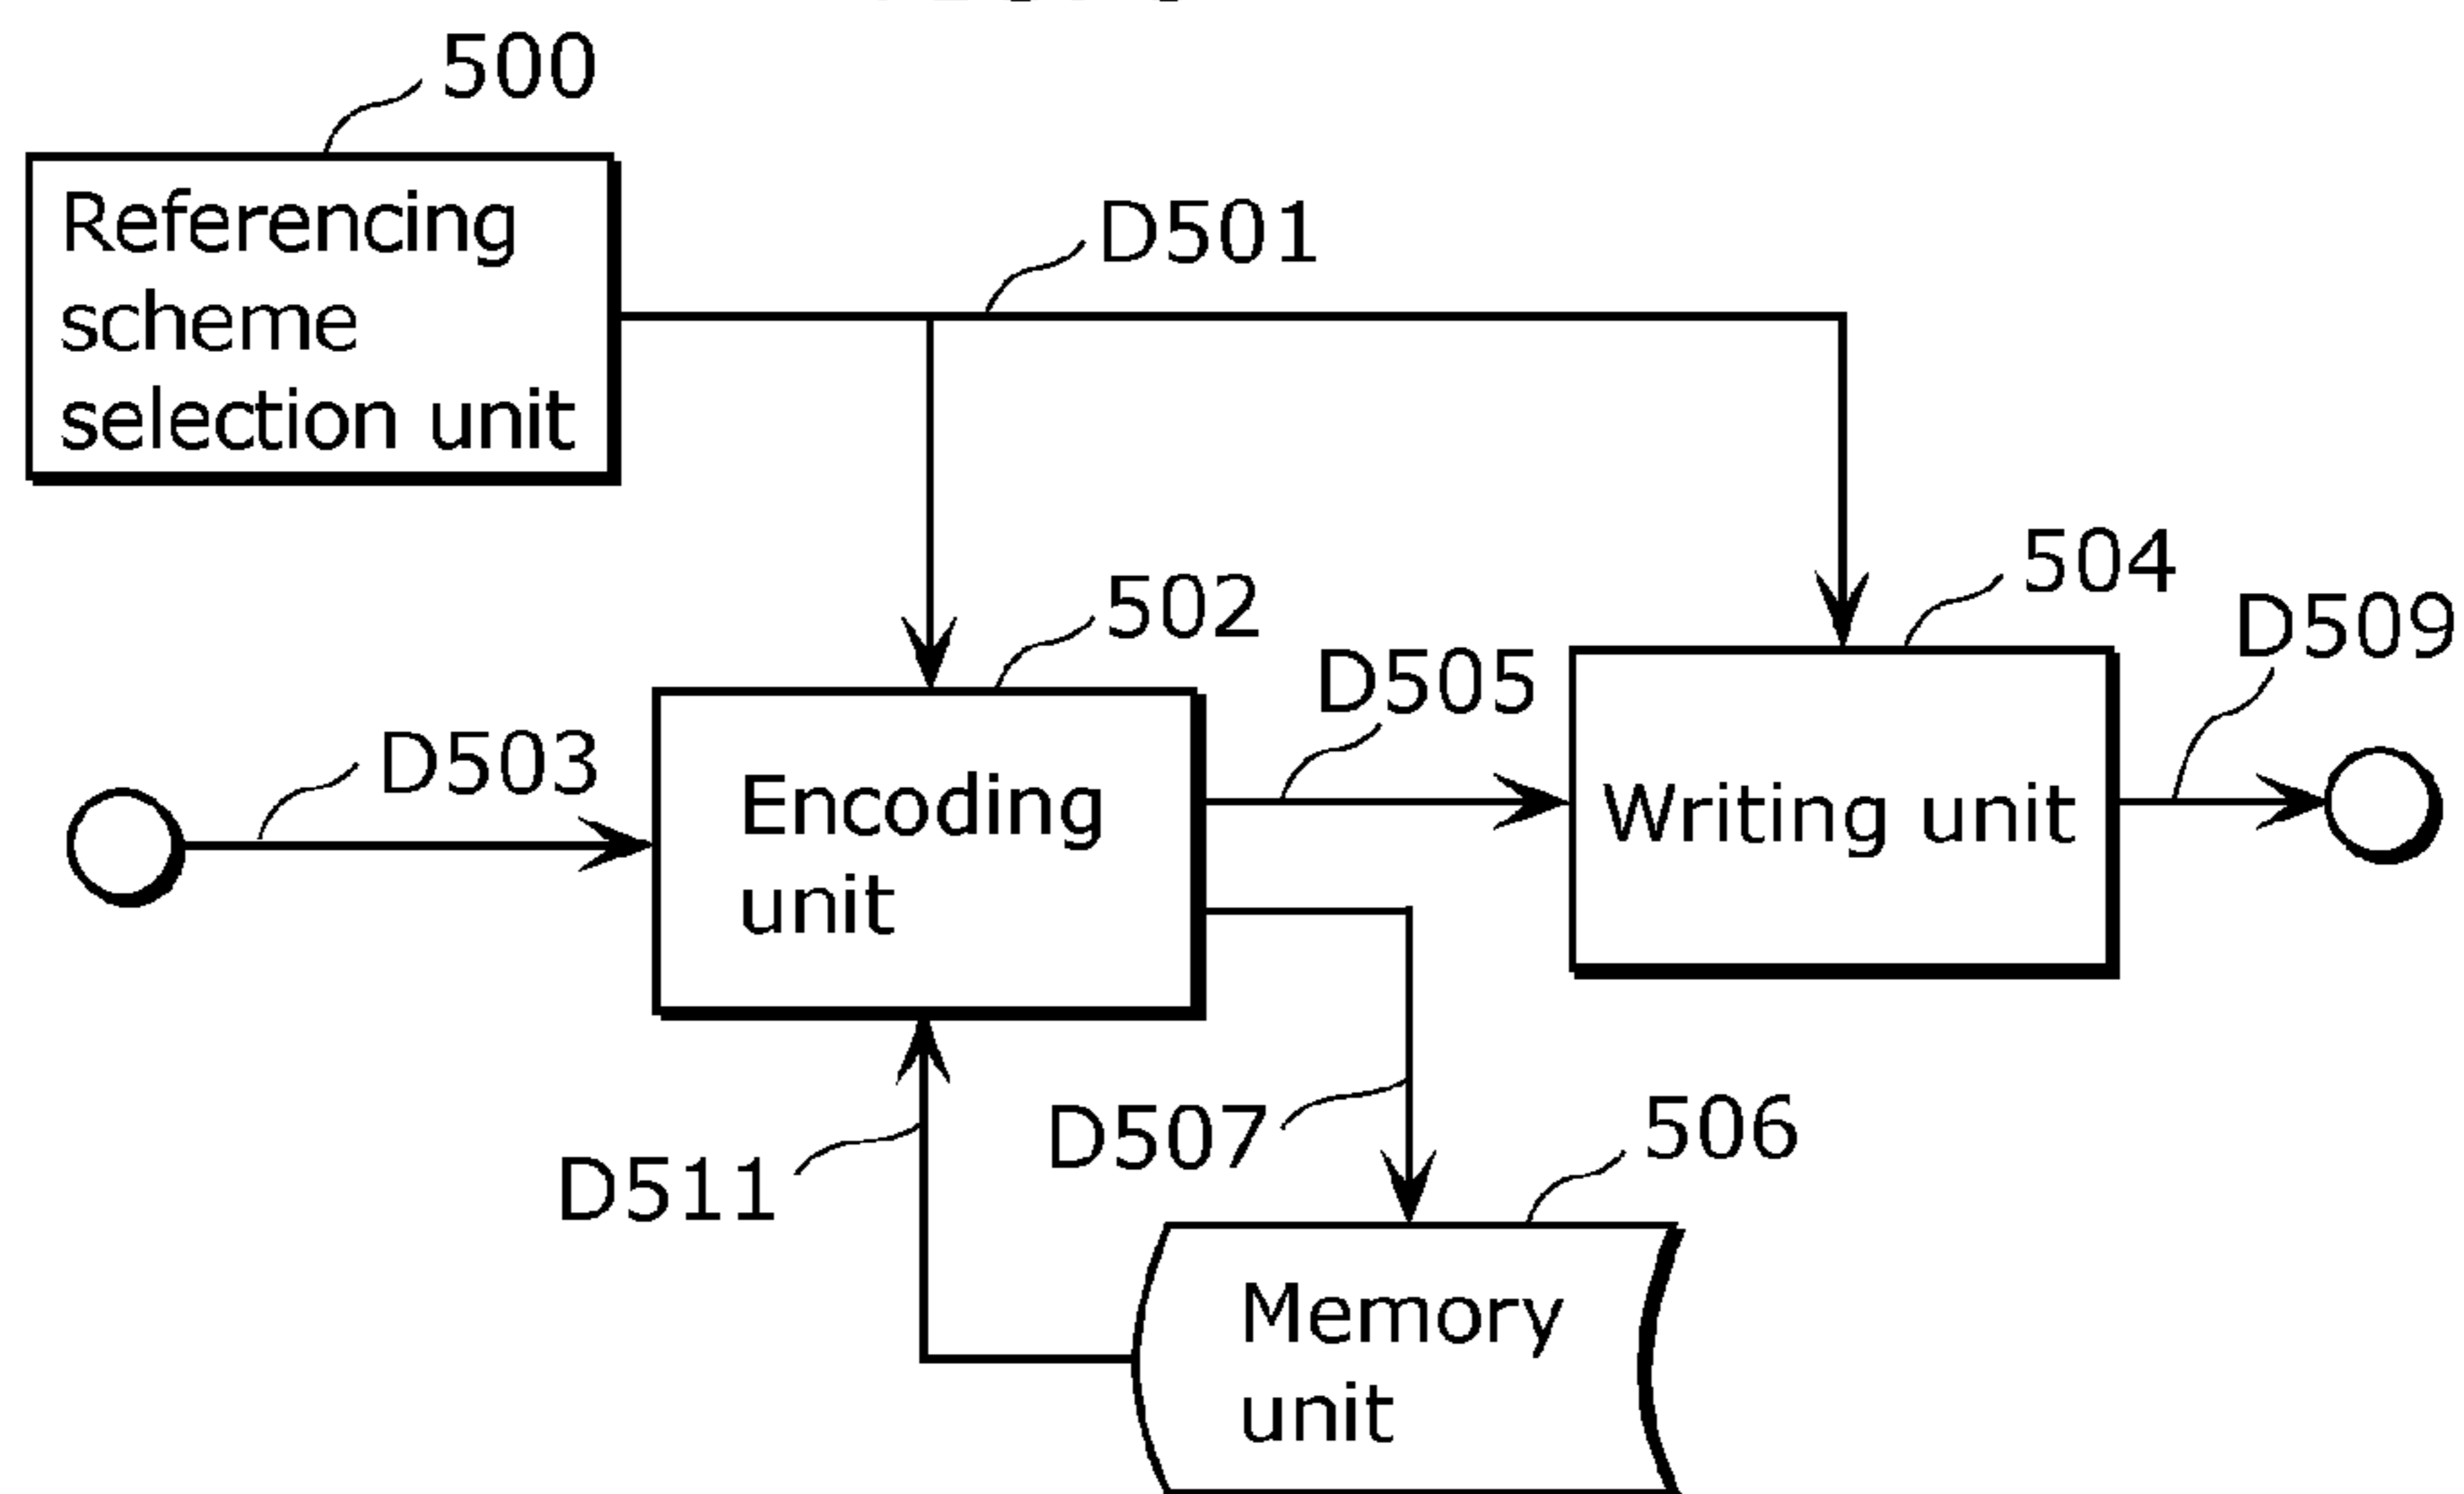 500
Referencing
scheme
selection unit
D501
502
504
D509
D505
D503
Encoding
unit
Writing unit
D507
506
D511
Memory
unit